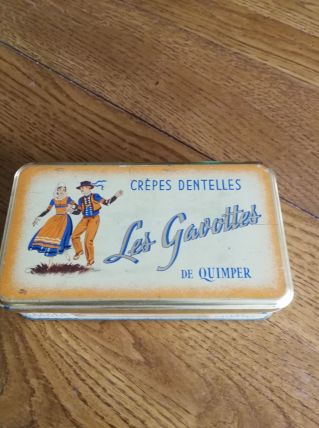 CRÊPES DENTELLES
Les Gavottes
DE QUIMPER